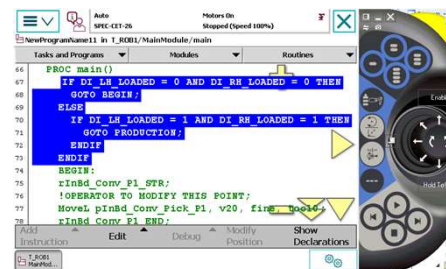 Auto
SPEC-CET-26
Motors On
Stopped (Speed 100%)
NewProgramName11 in T_ROB1/MainModule/main
Tasks and Programs
Modules
Routines
66 PROC main()
67 IF DI_LH_LOADED = 0 AND DI_RH_LOADED = 0 THEN
68 GOTO BEGIN;
69 ELSE
70 IF DI_LH_LOADED = 1 AND DI_RH_LOADED = 1 THEN
71 GOTO PRODUCTION;
72 ENDIF
73 ENDIF
74 BEGIN:
75 rInBd_Conv_P1_STR;
76 !OPERATOR TO MODIFY THIS POINT;
77 MoveL pInBd_Conv_Pick_P1, v20, fine, tool0;
78 rInBd_Conv_P1_END;
Add Instruction
Edit
Debug
Modify Position
Show Declarations
T_ROB1
MainMod...
Enabl
Hold To